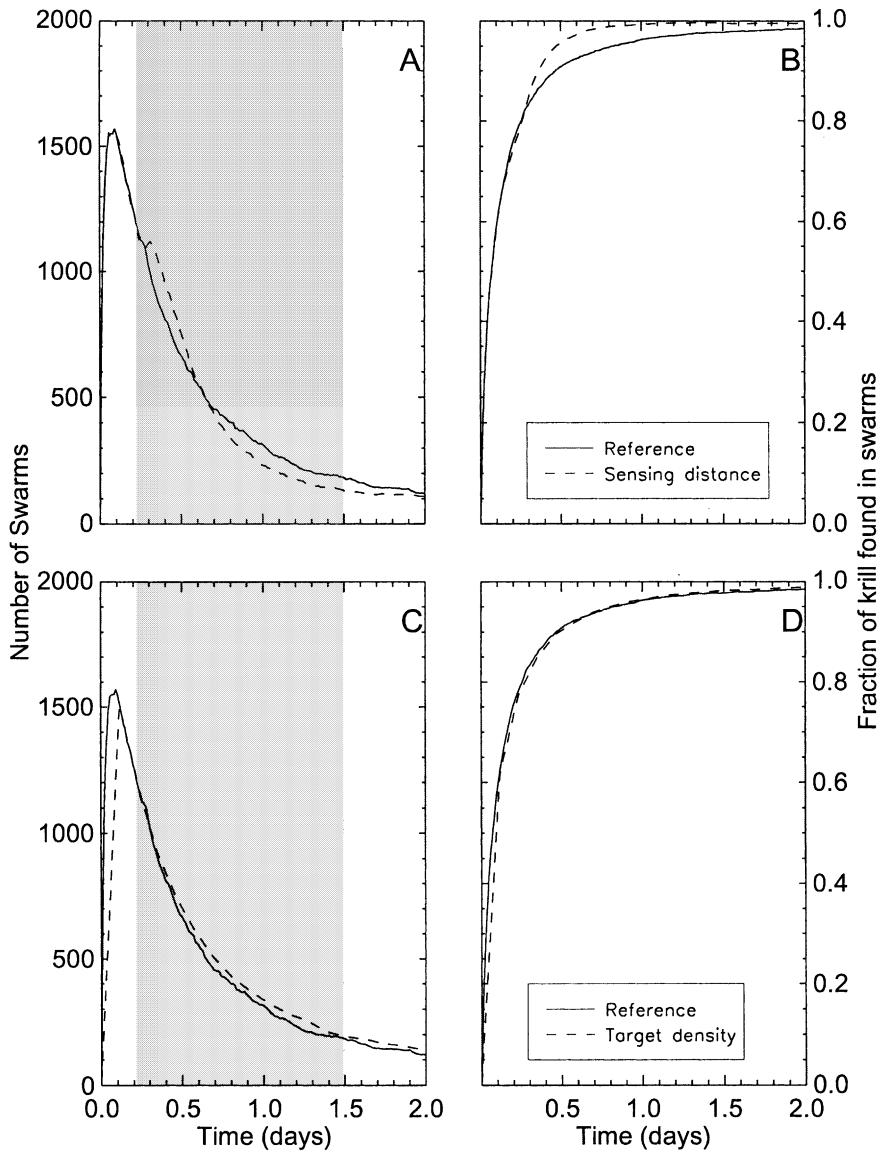 2000
1500
1000
500
0
A
1.0
0.8
0.6
0.4
0.2
0.0
B
Reference
Sensing distance
Number of Swarms
Fraction of krill found in swarms
2000
1500
1000
500
0
C
0.0 0.5 1.0 1.5 2.0
Time (days)
1.0
0.8
0.6
0.4
0.2
0.0
D
Reference
Target density
0.5 1.0 1.5 2.0
Time (days)